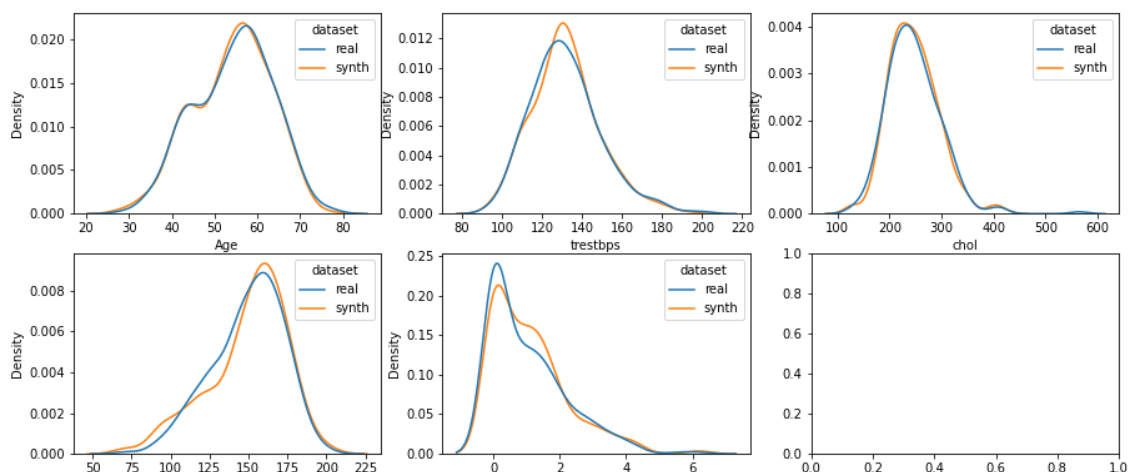 dataset
real
synth
Density
0.020
0.015
0.010
0.005
0.000
20 30 40 50 60 70 80
Age
dataset
real
synth
Density
0.012
0.010
0.008
0.006
0.004
0.002
0.000
80 100 120 140 160 180 200 220
trestbps
dataset
real
synth
Density
0.004
0.003
0.002
0.001
0.000
100 200 300 400 500 600
chol
dataset
real
synth
Density
0.008
0.006
0.004
0.002
0.000
50 75 100 125 150 175 200 225
dataset
real
synth
Density
0.25
0.20
0.15
0.10
0.05
0.00
0 2 4 6
1.0
0.8
0.6
0.4
0.2
0.0
0.0 0.2 0.4 0.6 0.8 1.0